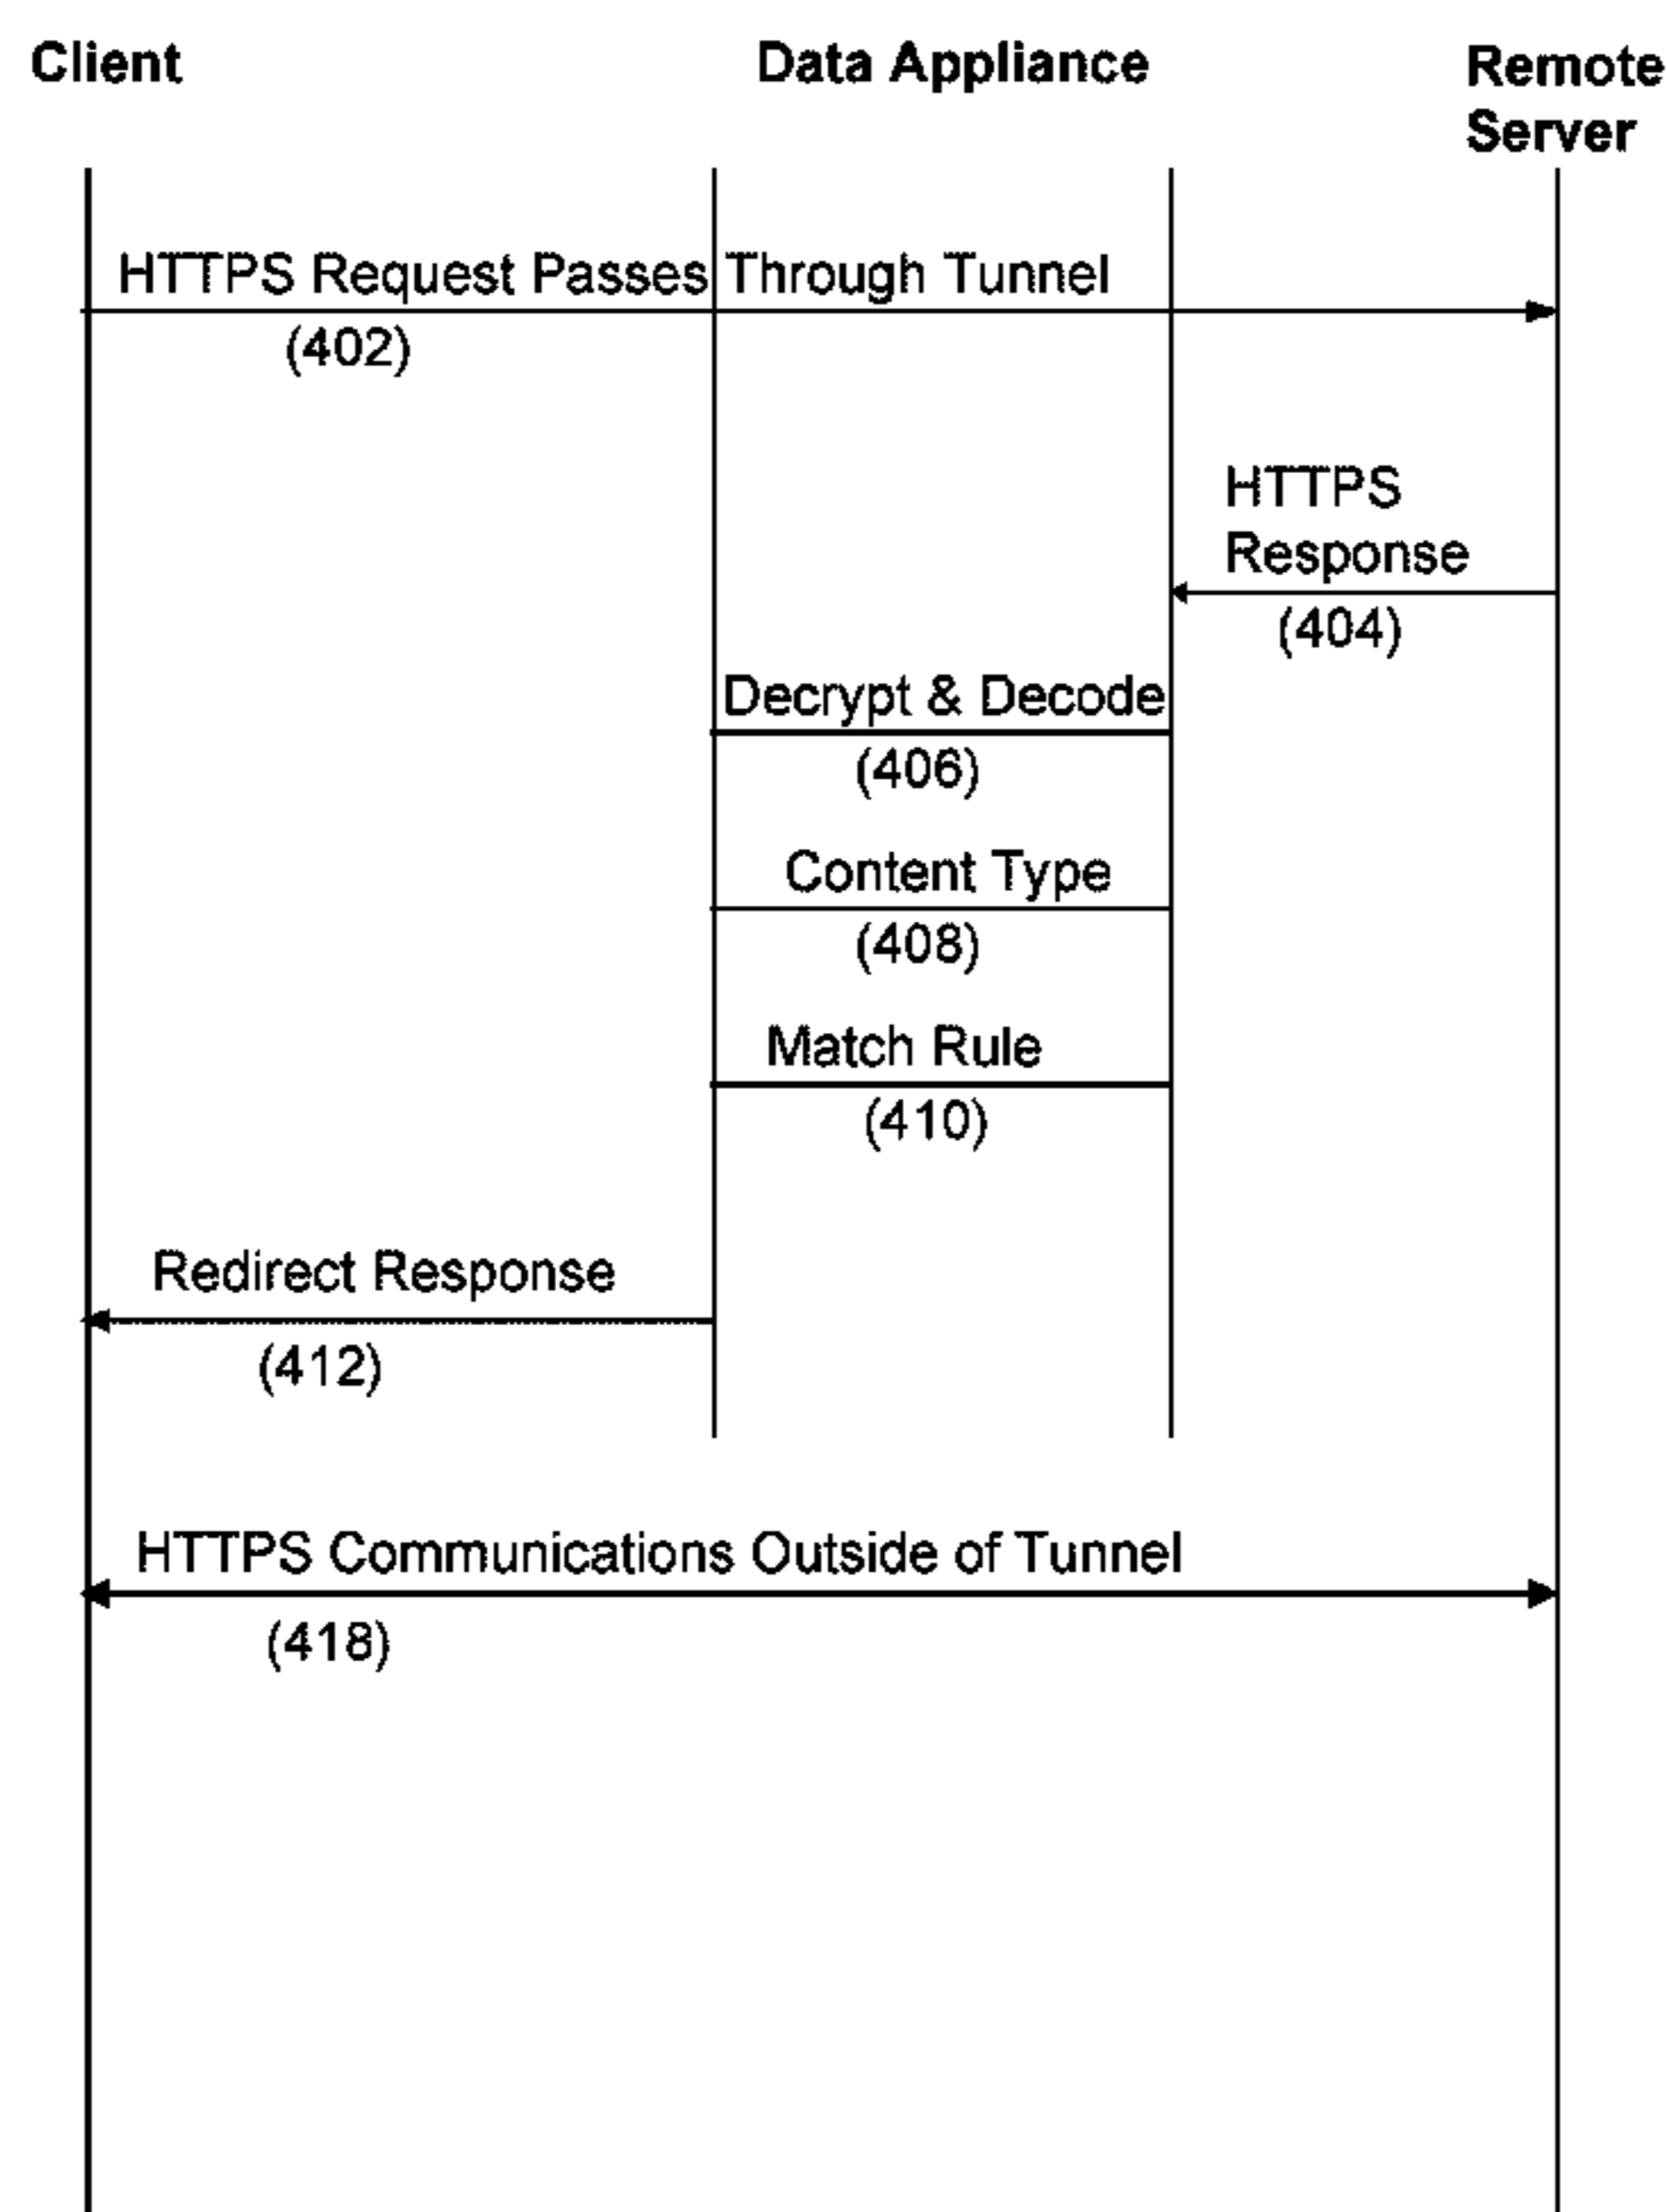 Client
Data Appliance
Remote
Server
HTTPS Request Passes Through Tunnel
(402)
HTTPS
Response
(404)
Decrypt & Decode
(406)
Content Type
(408)
Match Rule
(410)
Redirect Response
(412)
HTTPS Communications Outside of Tunnel
(418)